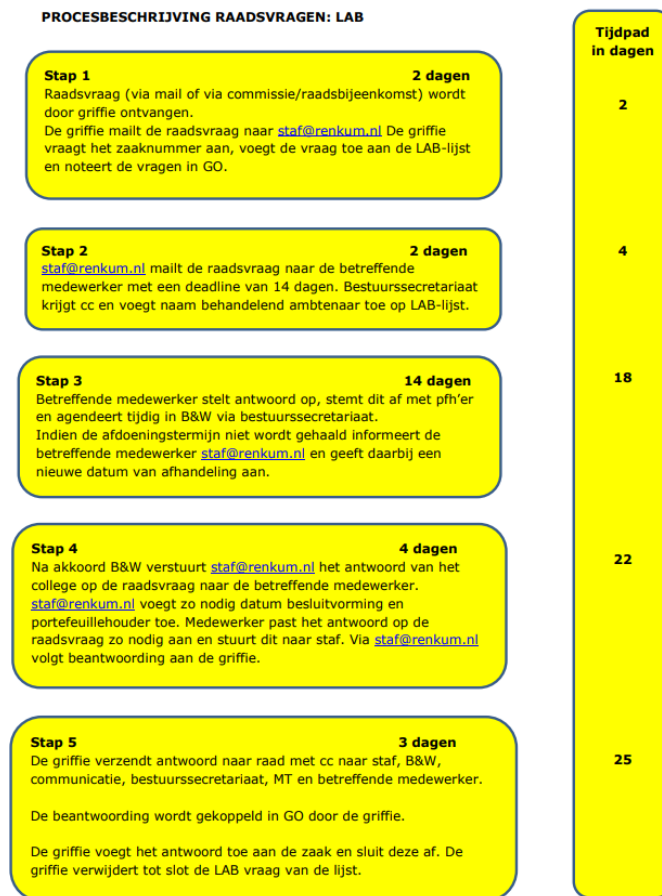 PROCESBESCHRIJVING RAADSVRAGEN: LAB
Tijdpad
in dagen
Stap 1 2 dagen
Raadsvraag (via mail of via commissie/raadsbijeenkomst) wordt
door griffie ontvangen.
De griffie mailt de raadsvraag naar staf@renkum.nl De griffie
vraagt het zaaknummer aan, voegt de vraag toe aan de LAB-lijst
en noteert de vragen in GO.
2
Stap 2 2 dagen
staf@renkum.nl mailt de raadsvraag naar de betreffende
medewerker met een deadline van 14 dagen. Bestuurssecretariaat
krijgt cc en voegt naam behandelend ambtenaar toe op LAB-lijst.
4
Stap 3 14 dagen
Betreffende medewerker stelt antwoord op, stemt dit af met pfh'er
en agendeert tijdig in B&W via bestuurssecretariaat.
Indien de afdoeningstermijn niet wordt gehaald informeert de
betreffende medewerker staf@renkum.nl en geeft daarbij een
nieuwe datum van afhandeling aan.
18
Stap 4 4 dagen
Na akkoord B&W verstuurt staf@renkum.nl het antwoord van het
college op de raadsvraag naar de betreffende medewerker.
staf@renkum.nl voegt zo nodig datum besluitvorming en
portefeuillehouder toe. Medewerker past het antwoord op de
raadsvraag zo nodig aan en stuurt dit naar staf. Via staf@renkum.nl
volgt beantwoording aan de griffie.
22
Stap 5 3 dagen
De griffie verzendt antwoord naar raad met cc naar staf, B&W,
communicatie, bestuurssecretariaat, MT en betreffende medewerker.
De beantwoording wordt gekoppeld in GO door de griffie.
De griffie voegt het antwoord toe aan de zaak en sluit deze af. De
griffie verwijdert tot slot de LAB vraag van de lijst.
25